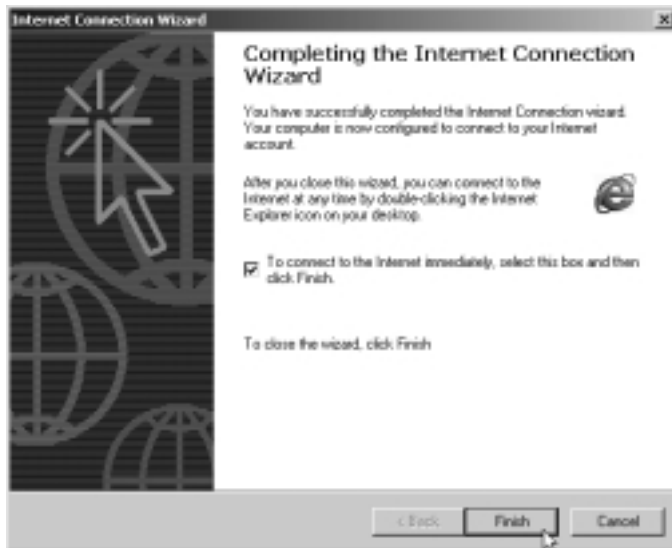 Internet Connection Wizard
Completing the Internet Connection
Wizard
You have successfully completed the Internet Connection wizard.
Your computer is now configured to connect to your Internet
account.
After you close this wizard, you can connect to the
Internet at any time by double-clicking the Internet
Explorer icon on your desktop.
To connect to the Internet immediately, select this box and then
click Finish.
To close the wizard, click Finish
< Back Finish Cancel